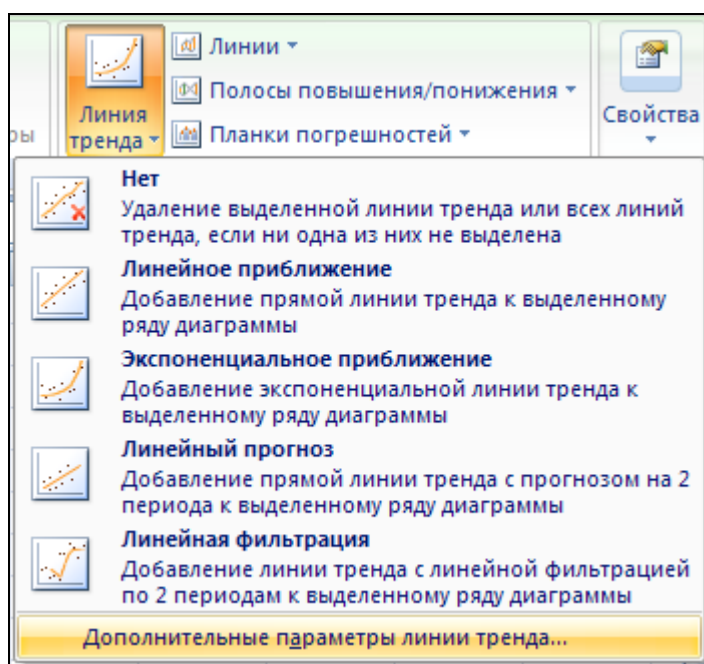 Линии
Полосы повышения/понижения
Планки погрешностей
Линия
тренда
Свойства
ры
Нет
Удаление выделенной линии тренда или всех линий
тренда, если ни одна из них не выделена
Линейное приближение
Добавление прямой линии тренда к выделенному
ряду диаграммы
Экспоненциальное приближение
Добавление экспоненциальной линии тренда к
выделенному ряду диаграммы
Линейный прогноз
Добавление прямой линии тренда с прогнозом на 2
периода к выделенному ряду диаграммы
Линейная фильтрация
Добавление линии тренда с линейной фильтрацией
по 2 периодам к выделенному ряду диаграммы
Дополнительные параметры линии тренда...